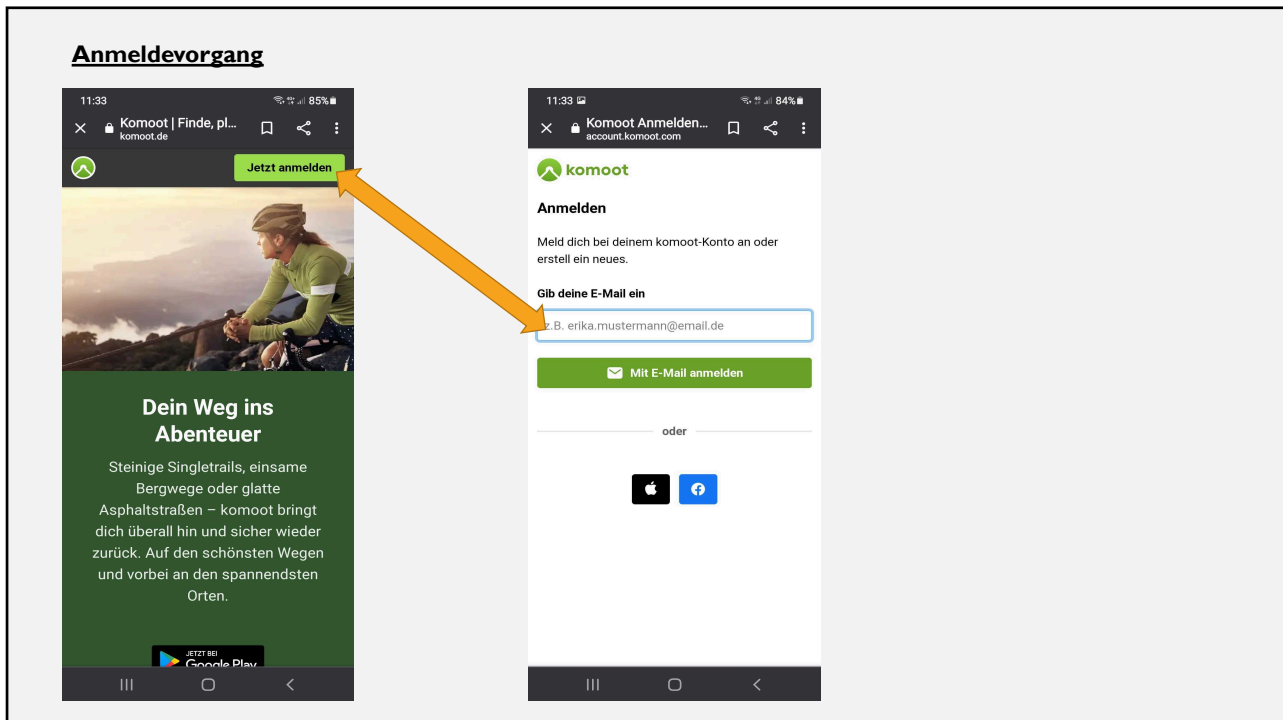 Anmeldevorgang
11:33
85%
Komoot | Finde, pl...
komoot.de
Jetzt anmelden
Dein Weg ins
Abenteuer
Steinige Singletrails, einsame
Bergwege oder glatte
Asphaltstraßen – komoot bringt
dich überall hin und sicher wieder
zurück. Auf den schönsten Wegen
und vorbei an den spannendsten
Orten.
JETZT BEI
Google Play
11:33
84%
Komoot Anmelden...
account.komoot.com
komoot
Anmelden
Meld dich bei deinem komoot-Konto an oder
erstell ein neues.
Gib deine E-Mail ein
z.B. erika.mustermann@email.de
Mit E-Mail anmelden
oder